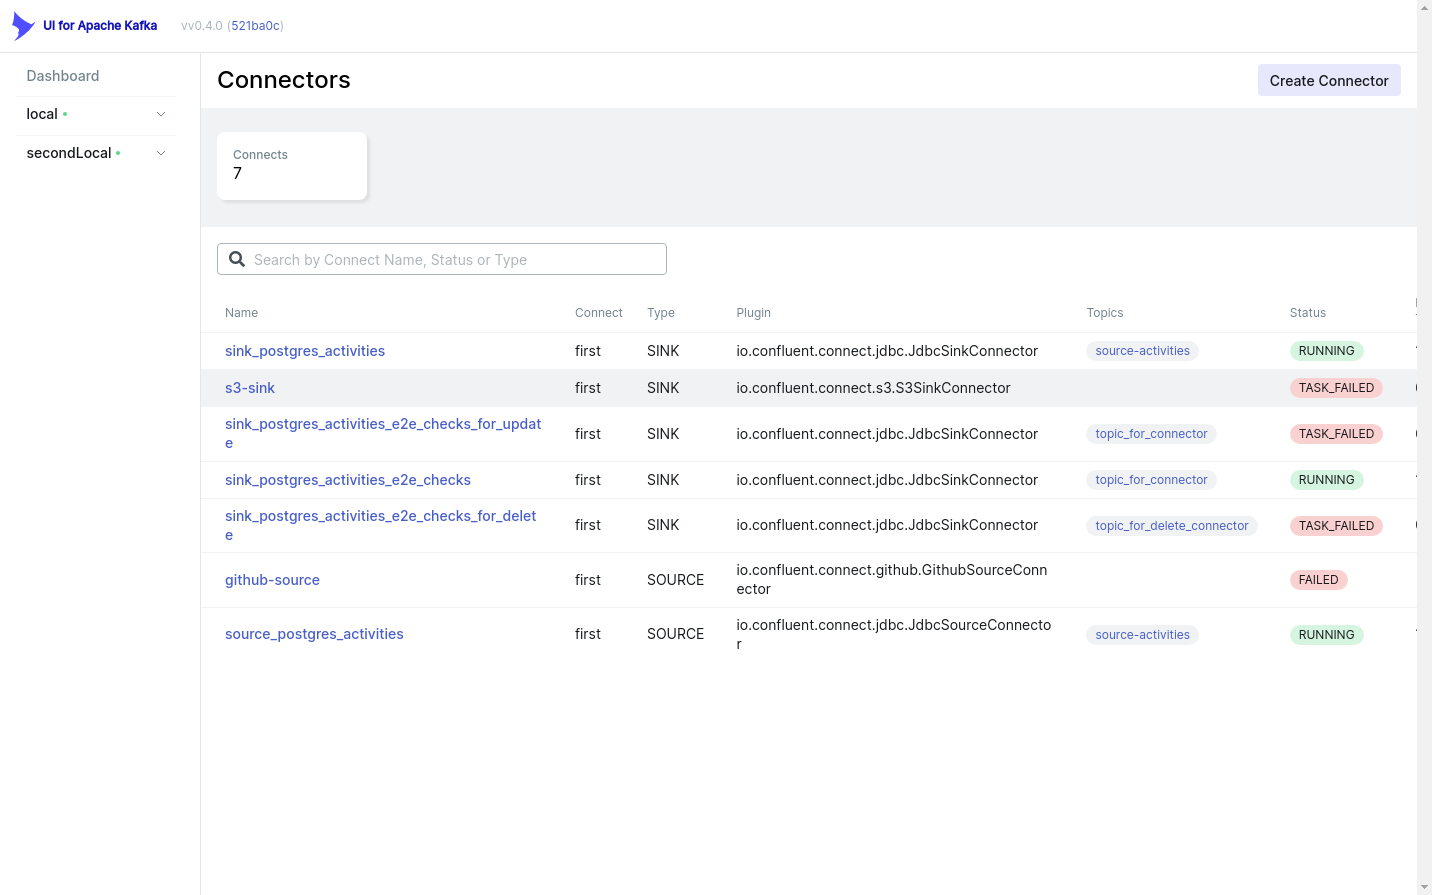 UI for Apache Kafka vv0.4.0 (521ba0c)
Dashboard
local
secondLocal
Connectors
Create Connector
Connects
7
Search by Connect Name, Status or Type
Name Connect Type Plugin Topics Status
sink_postgres_activities first SINK io.confluent.connect.jdbc.JdbcSinkConnector source-activities RUNNING
s3-sink first SINK io.confluent.connect.s3.S3SinkConnector TASK_FAILED
sink_postgres_activities_e2e_checks_for_updat
e
first SINK io.confluent.connect.jdbc.JdbcSinkConnector topic_for_connector TASK_FAILED
sink_postgres_activities_e2e_checks first SINK io.confluent.connect.jdbc.JdbcSinkConnector topic_for_connector RUNNING
sink_postgres_activities_e2e_checks_for_delet
e
first SINK io.confluent.connect.jdbc.JdbcSinkConnector topic_for_delete_connector TASK_FAILED
github-source first SOURCE io.confluent.connect.github.GithubSourceConn
ector
FAILED
source_postgres_activities first SOURCE io.confluent.connect.jdbc.JdbcSourceConnecto
r
source-activities RUNNING